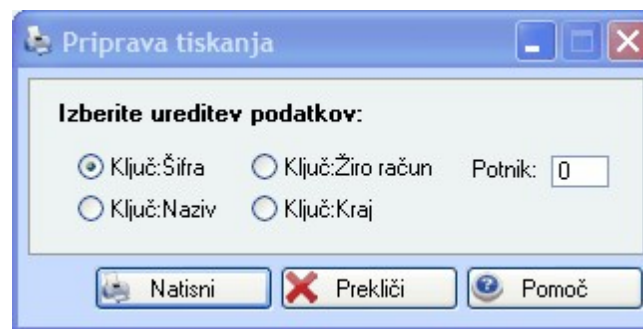 Priprava tiskanja
Izberite ureditev podatkov:
Ključ:Šifra Ključ:Žiro račun Potnik: 0
Ključ:Naziv Ključ:Kraj
Natisni Prekliči Pomoč